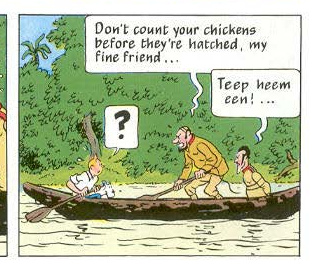 Don't count your chickens
before they're hatched, my
fine friend...
Teep heem
een! ...
?